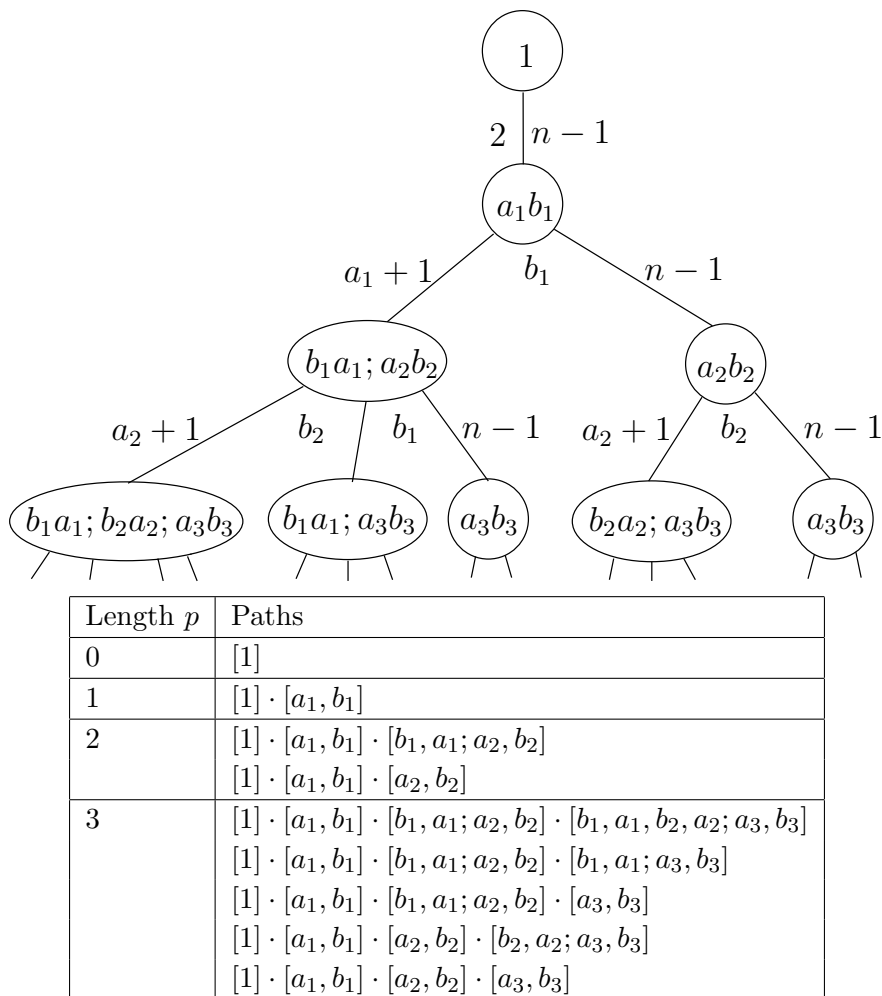 1
2 n − 1
a₁b₁
a₁ + 1 b₁ n − 1
b₁a₁; a₂b₂ a₂b₂
a₂ + 1 b₂ b₁ n − 1 a₂ + 1 b₂ n − 1
b₁a₁; b₂a₂; a₃b₃ b₁a₁; a₃b₃ a₃b₃ b₂a₂; a₃b₃ a₃b₃
Length p Paths
0 [1]
1 [1] · [a₁, b₁]
2 [1] · [a₁, b₁] · [b₁, a₁; a₂, b₂]
[1] · [a₁, b₁] · [a₂, b₂]
3 [1] · [a₁, b₁] · [b₁, a₁; a₂, b₂] · [b₁, a₁, b₂, a₂; a₃, b₃]
[1] · [a₁, b₁] · [b₁, a₁; a₂, b₂] · [b₁, a₁; a₃, b₃]
[1] · [a₁, b₁] · [b₁, a₁; a₂, b₂] · [a₃, b₃]
[1] · [a₁, b₁] · [a₂, b₂] · [b₂, a₂; a₃, b₃]
[1] · [a₁, b₁] · [a₂, b₂] · [a₃, b₃]